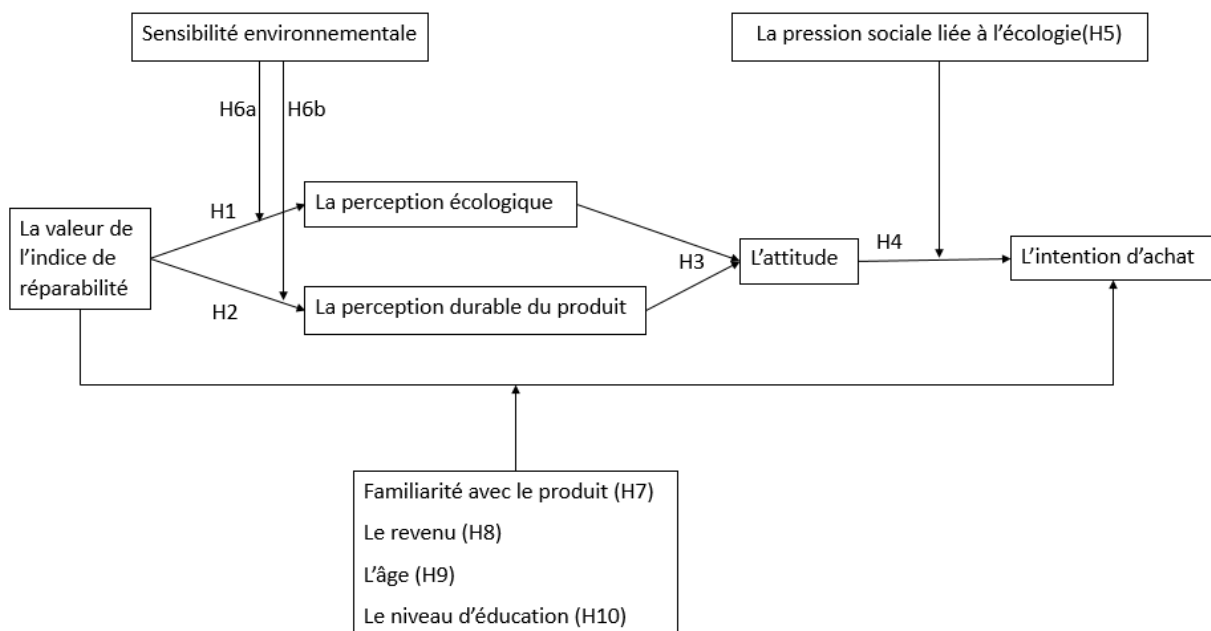 Sensibilité environnementale
La pression sociale liée à l’écologie(H5)
H6a
H6b
La perception écologique
H1
La valeur de
l’indice de
réparabilité
H3
L’attitude
H4
L’intention d’achat
H2
La perception durable du produit
Familiarité avec le produit (H7)
Le revenu (H8)
L’âge (H9)
Le niveau d’éducation (H10)